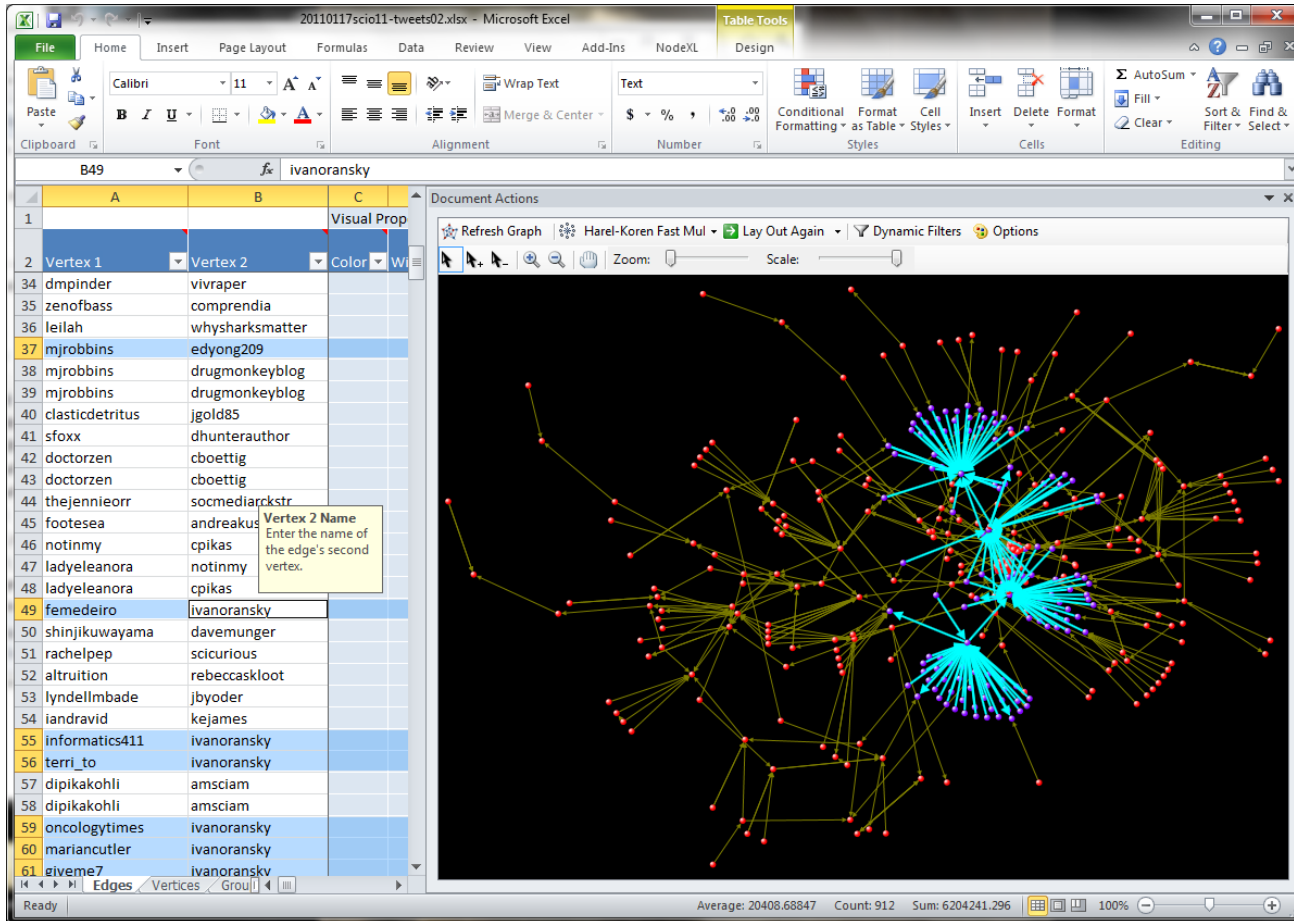 20110117scio11-tweets02.xlsx - Microsoft Excel
Table Tools
File Home Insert Page Layout Formulas Data Review View Add-Ins NodeXL Design
Paste
Calibri 11 A A
B I U A
Wrap Text
Merge & Center
Text
$ % , .0 .00 .00 .0
Conditional Formatting
Format as Table
Cell Styles
Insert Delete Format
Σ AutoSum
Fill
Clear
Sort & Filter
Find & Select
Clipboard Font Alignment Number Styles Cells Editing
B49 fx ivanoransky
A B C
1 Visual Prop
2 Vertex 1 Vertex 2 Color Wi
34 dmpinder vivraper
35 zenofbass comprendia
36 leilah whysharksmatter
37 mjrobbins edyong209
38 mjrobbins drugmonkeyblog
39 mjrobbins drugmonkeyblog
40 clasticdetritus jgold85
41 sfoxx dhunterauthor
42 doctorzen cboettig
43 doctorzen cboettig
44 thejennieorr socmediarckstr
45 footesea andreakus
46 notinmy cpikas
47 ladyeleanora notinmy
48 ladyeleanora cpikas
49 femedeiro ivanoransky
50 shinjikuwayama davemunger
51 rachelpep scicurious
52 altruition rebeccaskloot
53 lyndellmbade jbyoder
54 iandravid kejames
55 informatics411 ivanoransky
56 terri_to ivanoransky
57 dipikakohli amsciam
58 dipikakohli amsciam
59 oncologytimes ivanoransky
60 mariancutler ivanoransky
61 giveme7 ivanoransky
Vertex 2 Name
Enter the name of
the edge's second
vertex.
Document Actions
Refresh Graph Harel-Koren Fast Mul Lay Out Again Dynamic Filters Options
Zoom: Scale:
Edges Vertices Grou
Ready Average: 20408.68847 Count: 912 Sum: 6204241.296 100%